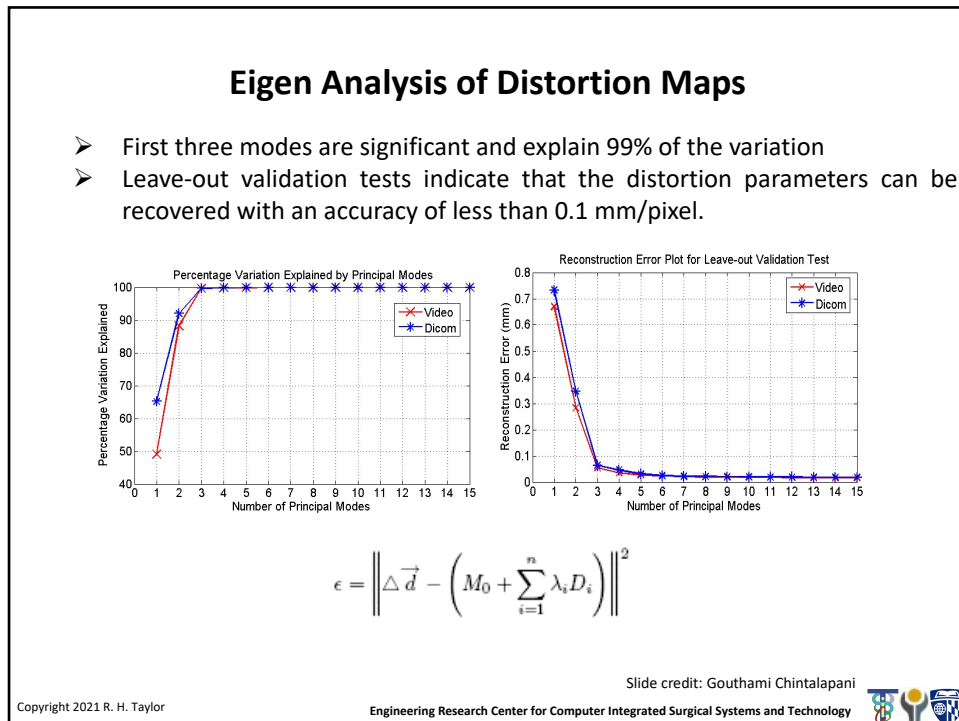 Eigen Analysis of Distortion Maps
➢ First three modes are significant and explain 99% of the variation
➢ Leave-out validation tests indicate that the distortion parameters can be
recovered with an accuracy of less than 0.1 mm/pixel.
Percentage Variation Explained by Principal Modes
Percentage Variation Explained
100
90
80
70
60
50
40
0 1 2 3 4 5 6 7 8 9 10 11 12 13 14 15
Number of Principal Modes
Video
Dicom
Reconstruction Error Plot for Leave-out Validation Test
Reconstruction Error (mm)
0.8
0.7
0.6
0.5
0.4
0.3
0.2
0.1
0
0 1 2 3 4 5 6 7 8 9 10 11 12 13 14 15
Number of Principal Modes
Video
Dicom
ϵ = ‖△d⃗ − (M₀ + ∑ᵢ₌₁ⁿ λᵢDᵢ)‖²
Slide credit: Gouthami Chintalapani
Copyright 2021 R. H. Taylor
Engineering Research Center for Computer Integrated Surgical Systems and Technology